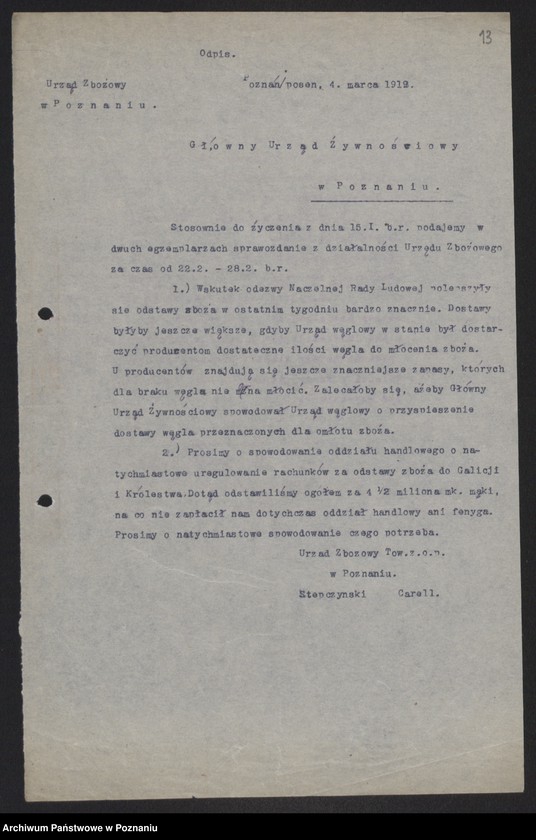 13
Odpis.
Urząd Zbożowy
Poznań/posen, 4. marca 1919.
w Poznaniu.
Główny Urząd Żywnościowy
w Poznaniu.
Stosownie do życzenia z dnia 15.I. b.r. podajemy w
dwuch egzemplarzach sprawozdanie z działalności Urzędu Zbożowego
za czas od 22.2. - 28.2. b.r.
1.) Wskutek odezwy Naczelnej Rady Ludowej polepszyły
sie odstawy zboża w ostatnim tygodniu bardzo znacznie. Dostawy
byłyby jeszcze większe, gdyby Urząd węglowy w stanie był dostar-
czyć producentom dostateczne ilości węgla do młocenia zboża.
U producentów znajdują się jeszcze znaczniejsze zapasy, których
dla braku węgla nie można młócić. Zalecałoby się, ażeby Główny
Urząd Żywnościowy spowodował Urząd węglowy o przyspieszenie
dostawy węgla przeznaczonych dla omłotu zboża.
2.) Prosimy o spowodowanie oddziału handlowego o na-
tychmiastowe uregulowanie rachunków za odstawy zboża do Galicji
i Królestwa. Dotąd odstawiliśmy ogołem za 4 1/2 miliona mk. mąki,
na co nie zapłacił nam dotychczas oddział handlowy ani fenyga.
Prosimy o natychmiastowe spowodowanie czego potrzeba.
Urzad Zbozowy Tow.z.o.p.
w Poznaniu.
Stepczynski Carell.
Archiwum Państwowe w Poznaniu